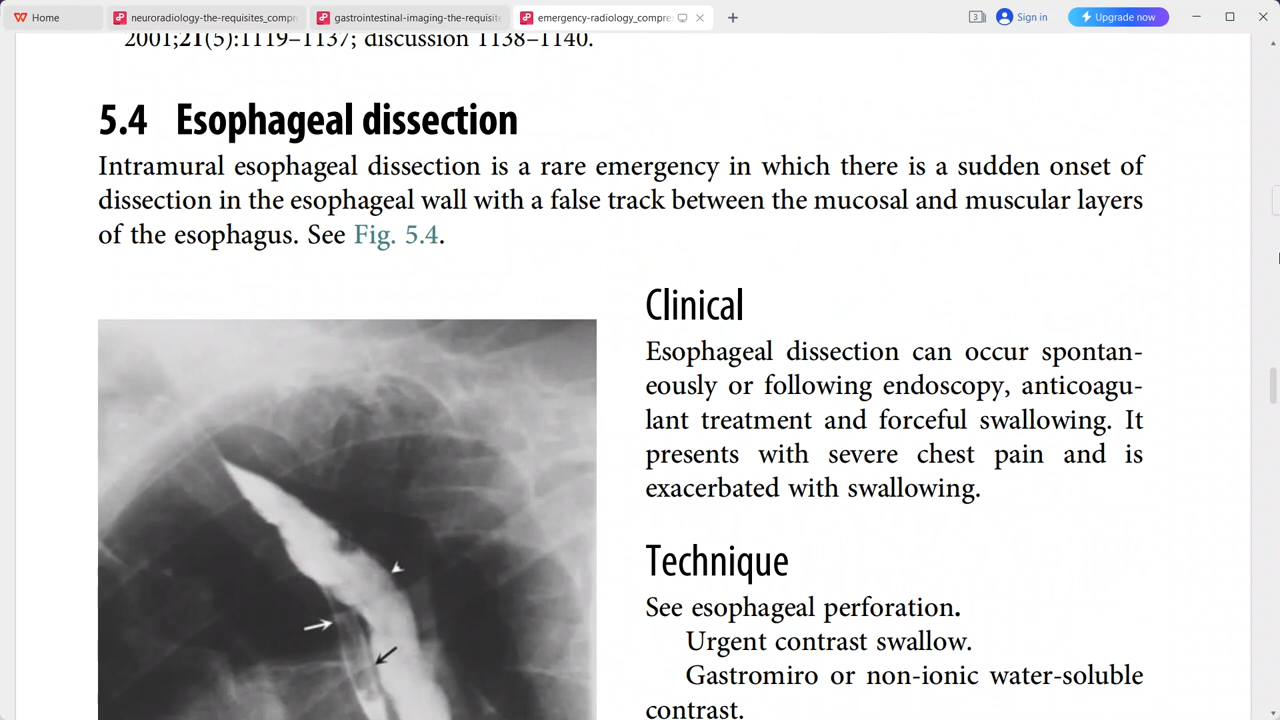 Home
neuroradiology-the-requisites_compr
gastrointestinal-imaging-the-requisite
emergency-radiology_compre
3
Sign in
Upgrade now
2001;21(5):1119–1137; discussion 1138–1140.
5.4 Esophageal dissection
Intramural esophageal dissection is a rare emergency in which there is a sudden onset of
dissection in the esophageal wall with a false track between the mucosal and muscular layers
of the esophagus. See Fig. 5.4.
Clinical
Esophageal dissection can occur spontan-
eously or following endoscopy, anticoagu-
lant treatment and forceful swallowing. It
presents with severe chest pain and is
exacerbated with swallowing.
Technique
See esophageal perforation.
Urgent contrast swallow.
Gastromiro or non-ionic water-soluble
contrast.